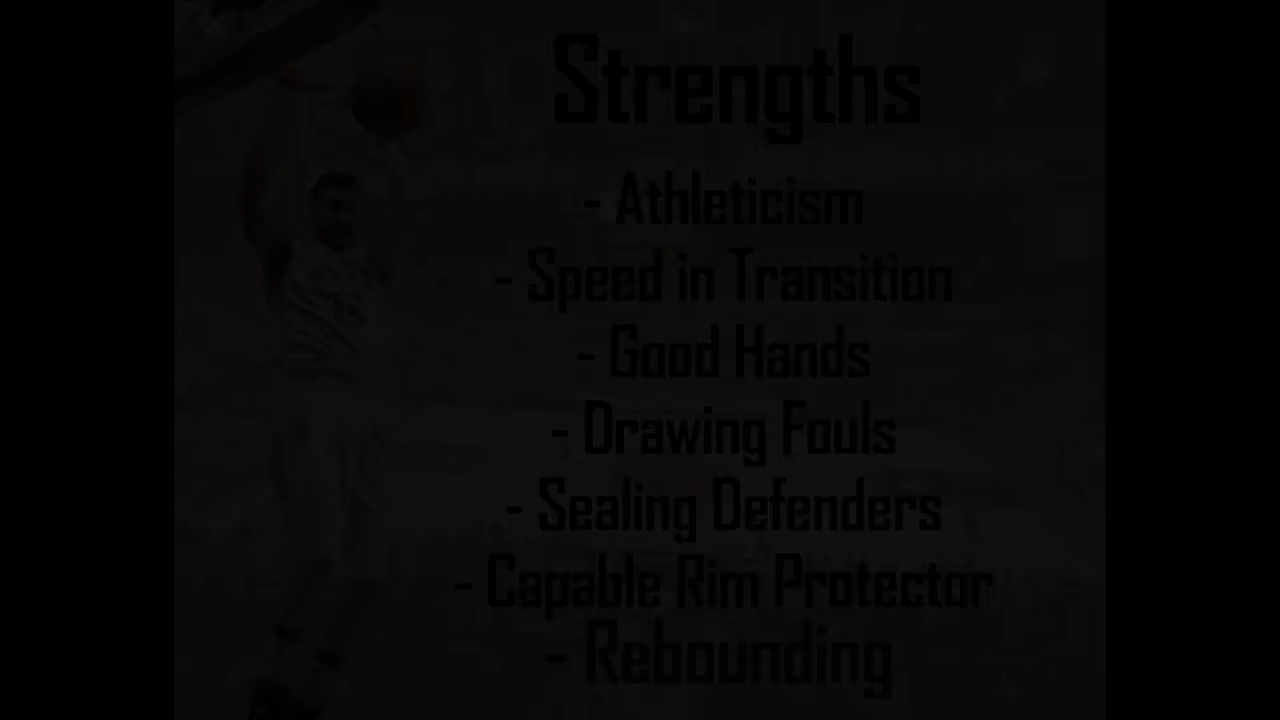 Strengths
- Athleticism
- Speed in Transition
- Good Hands
- Drawing Fouls
- Sealing Defenders
- Capable Rim Protector
- Rebounding